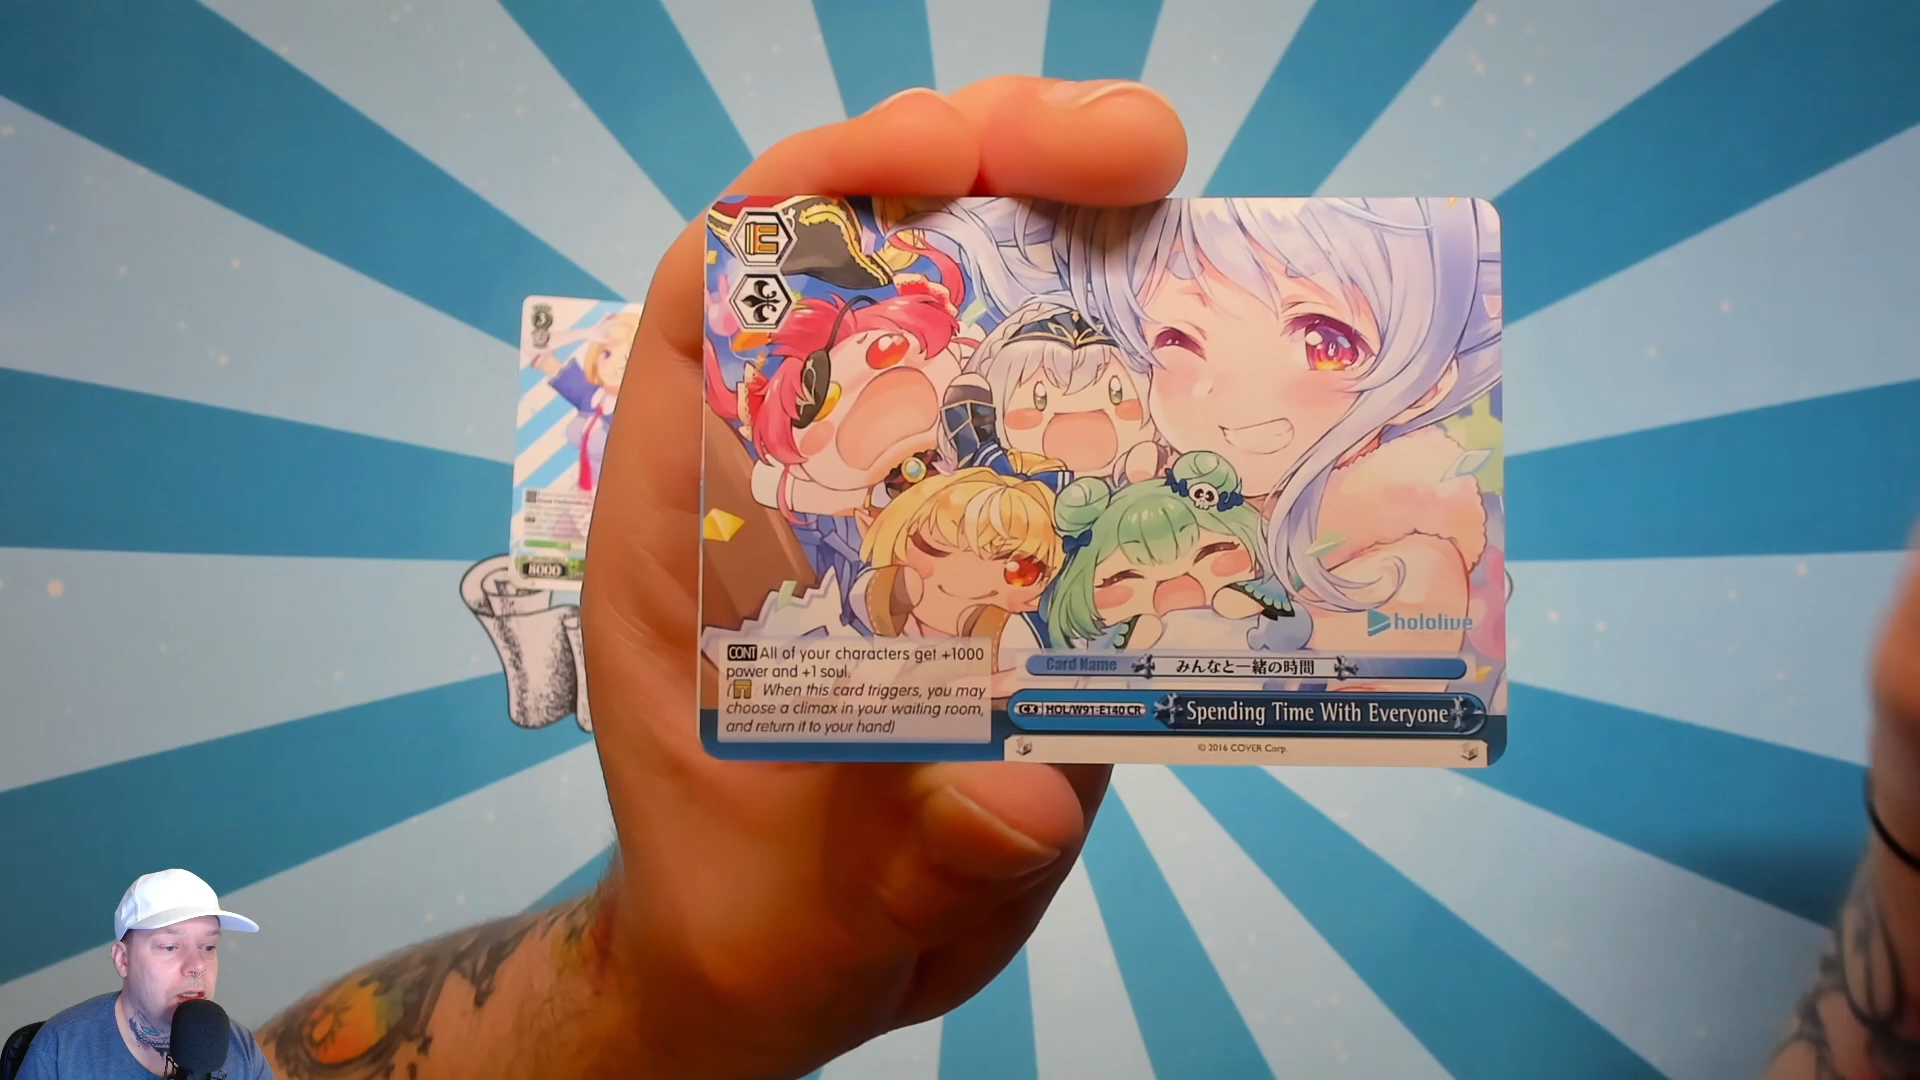 hololive
CONT All of your characters get +1000
power and +1 soul.
( When this card triggers, you may
choose a climax in your waiting room,
and return it to your hand)
Card Name みんなと一緒の時間
CX HOL/W91-E140 CR Spending Time With Everyone
© 2016 COVER Corp.
3
8000